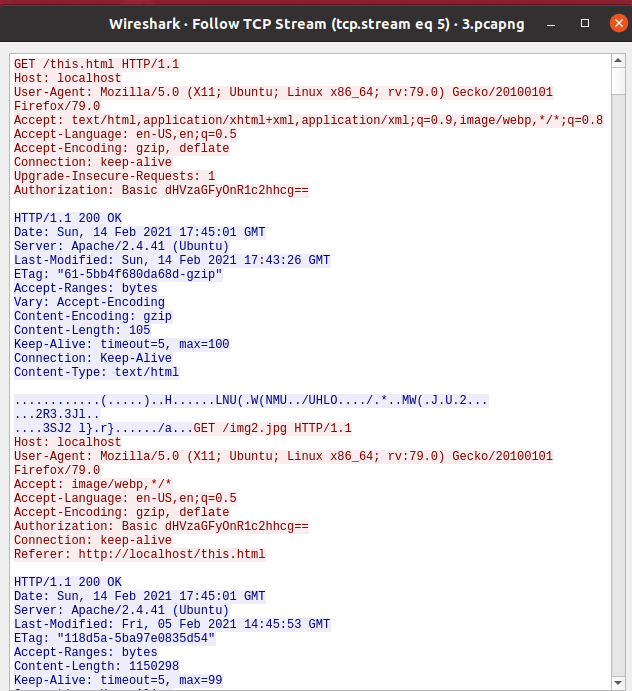 Wireshark · Follow TCP Stream (tcp.stream eq 5) · 3.pcapng
GET /this.html HTTP/1.1
Host: localhost
User-Agent: Mozilla/5.0 (X11; Ubuntu; Linux x86_64; rv:79.0) Gecko/20100101
Firefox/79.0
Accept: text/html,application/xhtml+xml,application/xml;q=0.9,image/webp,*/*;q=0.8
Accept-Language: en-US,en;q=0.5
Accept-Encoding: gzip, deflate
Connection: keep-alive
Upgrade-Insecure-Requests: 1
Authorization: Basic dHVzaGFyOnR1c2hhcg==
HTTP/1.1 200 OK
Date: Sun, 14 Feb 2021 17:45:01 GMT
Server: Apache/2.4.41 (Ubuntu)
Last-Modified: Sun, 14 Feb 2021 17:43:26 GMT
ETag: "61-5bb4f680da68d-gzip"
Accept-Ranges: bytes
Vary: Accept-Encoding
Content-Encoding: gzip
Content-Length: 105
Keep-Alive: timeout=5, max=100
Connection: Keep-Alive
Content-Type: text/html
............(.....)..H......LNU(.W(NMU../UHLO..../.*..MW(.J.U.2...
...2R3.3Jl..
....3SJ2 l}.r}....../a...GET /img2.jpg HTTP/1.1
Host: localhost
User-Agent: Mozilla/5.0 (X11; Ubuntu; Linux x86_64; rv:79.0) Gecko/20100101
Firefox/79.0
Accept: image/webp,*/*
Accept-Language: en-US,en;q=0.5
Accept-Encoding: gzip, deflate
Authorization: Basic dHVzaGFyOnR1c2hhcg==
Connection: keep-alive
Referer: http://localhost/this.html
HTTP/1.1 200 OK
Date: Sun, 14 Feb 2021 17:45:01 GMT
Server: Apache/2.4.41 (Ubuntu)
Last-Modified: Fri, 05 Feb 2021 14:45:53 GMT
ETag: "118d5a-5ba97e0835d54"
Accept-Ranges: bytes
Content-Length: 1150298
Keep-Alive: timeout=5, max=99